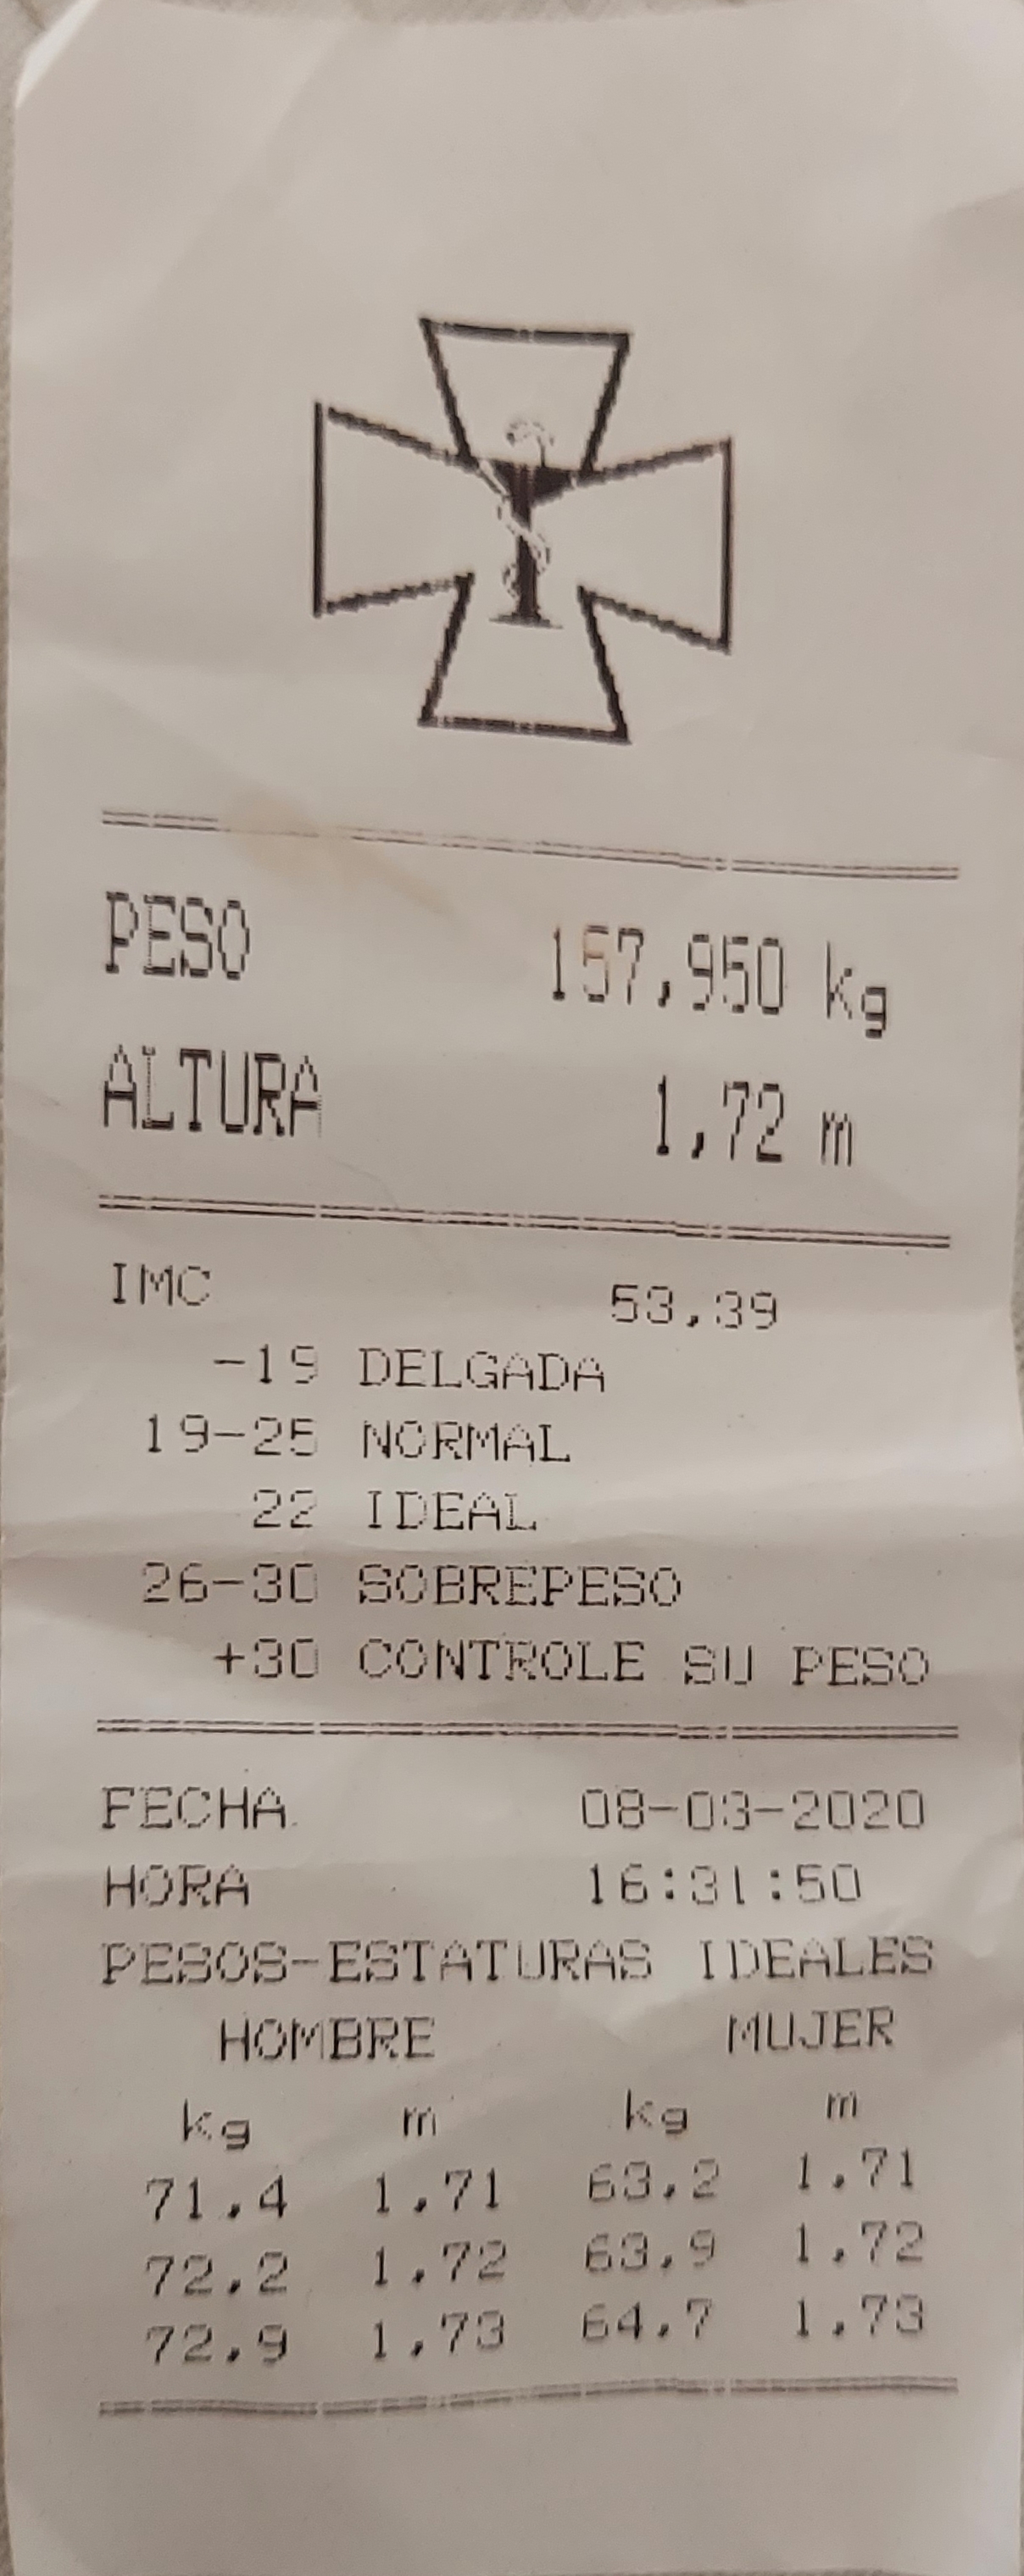 PESO 157,950 kg
ALTURA 1,72 m
IMC 53,39
-19 DELGADA
19-25 NORMAL
22 IDEAL
26-30 SOBREPESO
+30 CONTROLE SU PESO
FECHA 08-03-2020
HORA 16:31:50
PESOS-ESTATURAS IDEALES
HOMBRE MUJER
kg m kg m
71.4 1.71 63.2 1.71
72.2 1.72 63.9 1.72
72.9 1.73 64.7 1.73